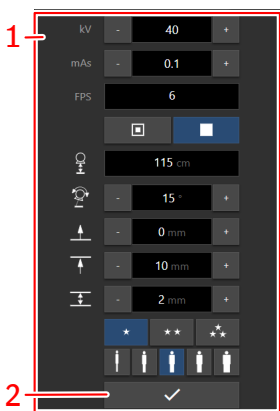 1
kV - 40 +
mAs - 0.1 +
FPS 6
115 cm
- 15 ° +
- 0 mm +
- 10 mm +
- 2 mm +
2